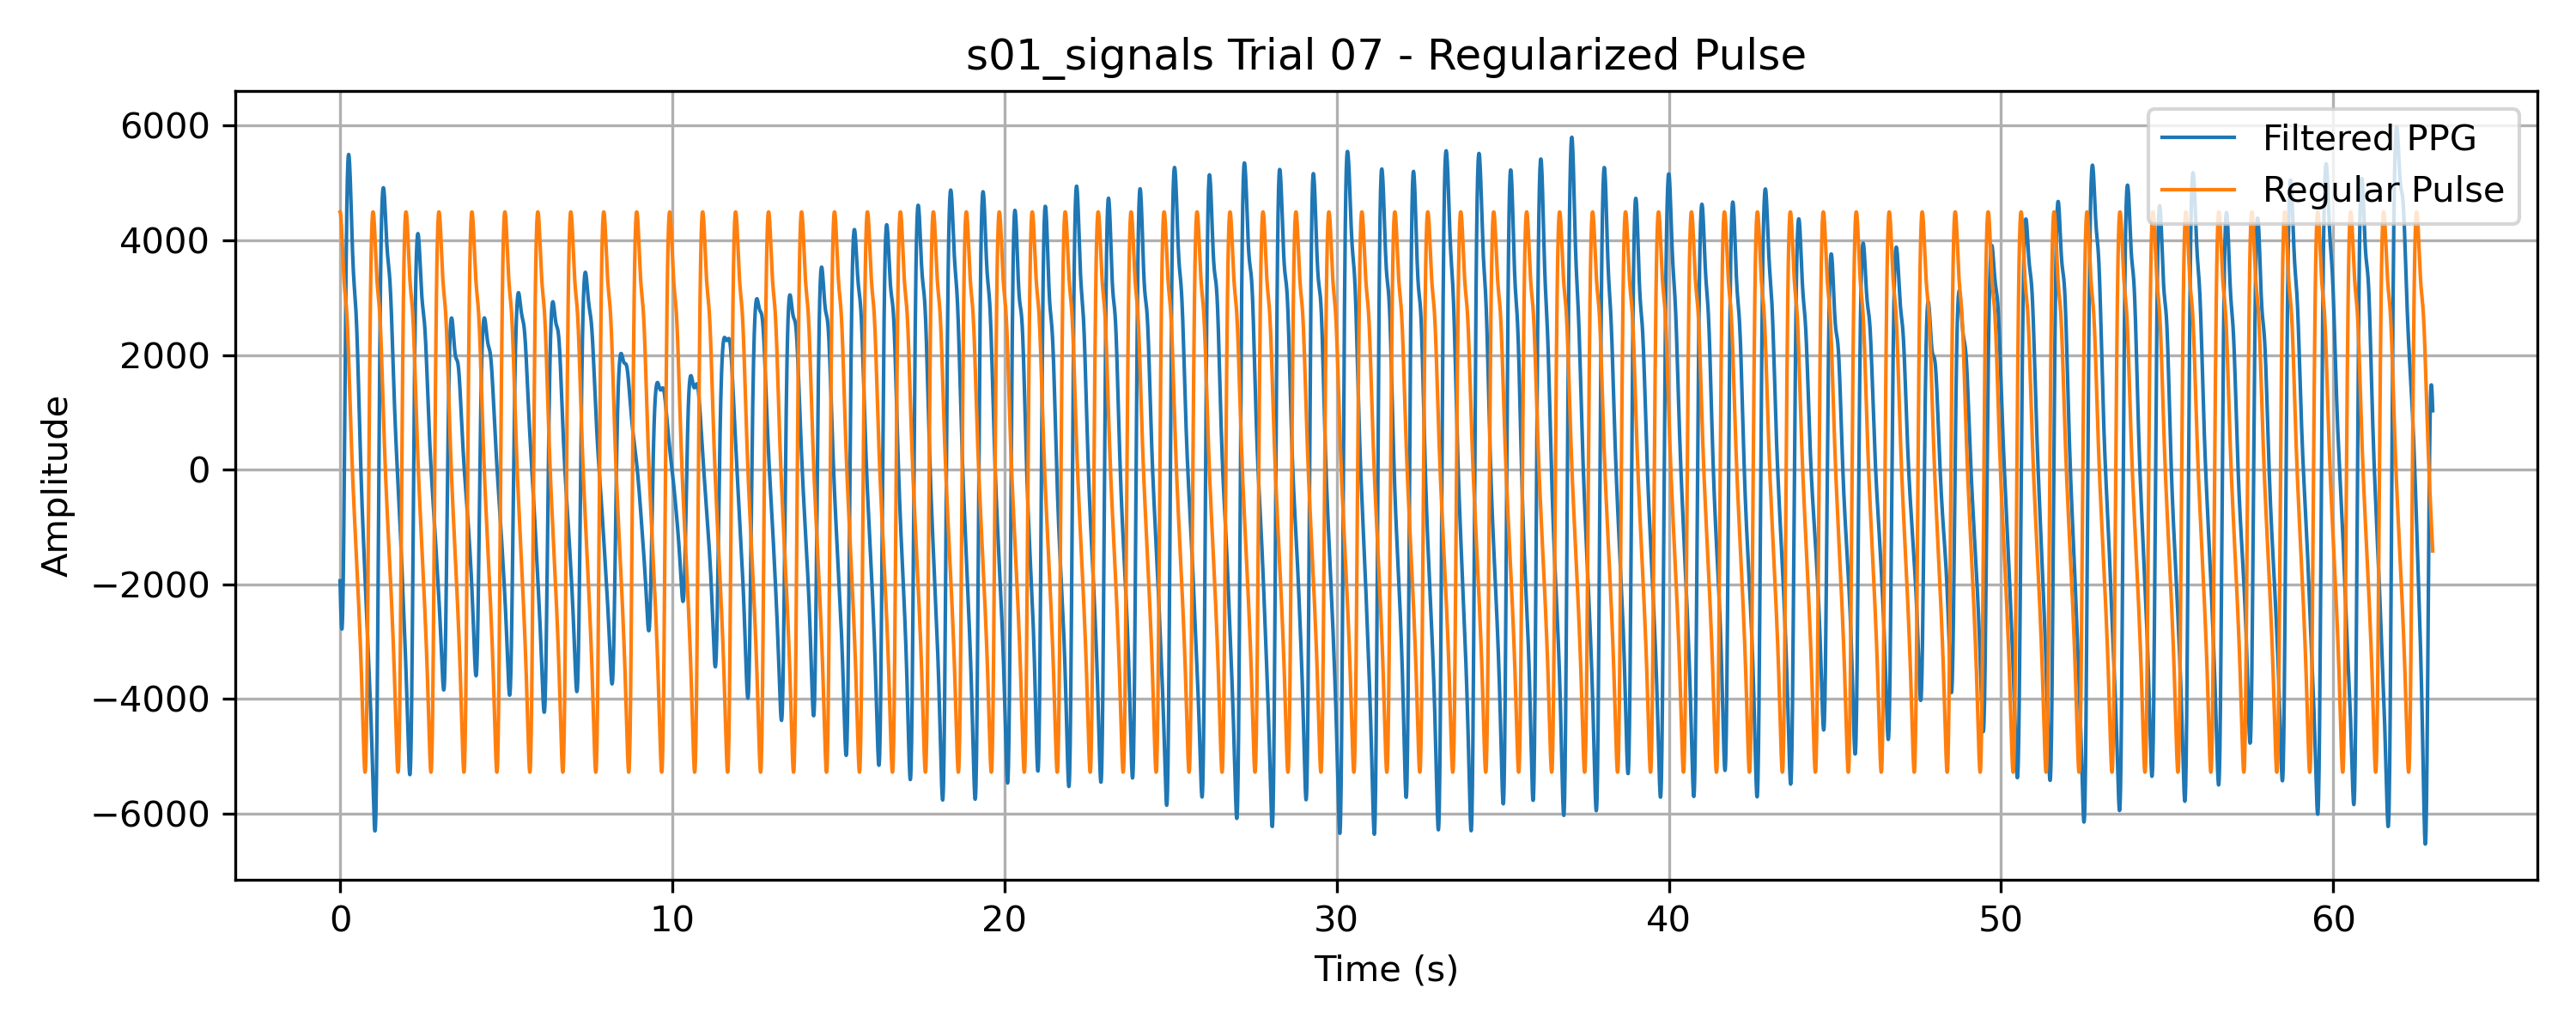 s01_signals Trial 07 - Regularized Pulse
Filtered PPG
Regular Pulse
Amplitude
6000
4000
2000
0
−2000
−4000
−6000
0 10 20 30 40 50 60
Time (s)